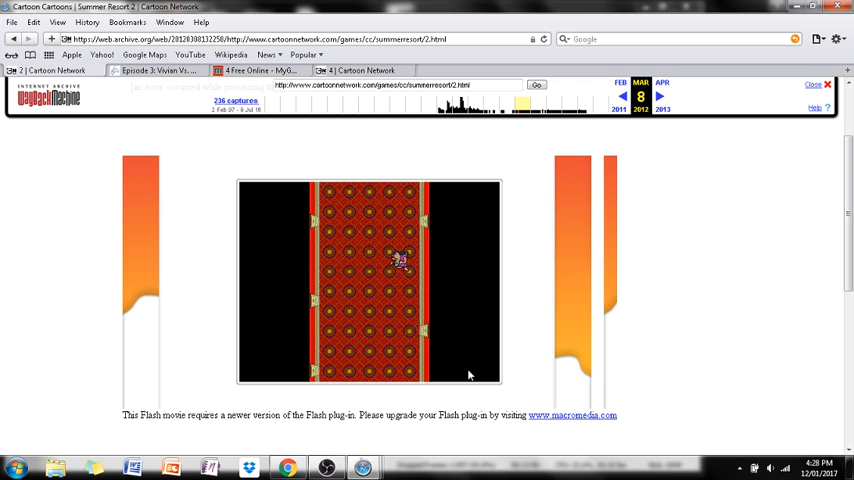 Cartoon Cartoons | Summer Resort 2 | Cartoon Network
File Edit View History Bookmarks Window Help
https://web.archive.org/web/20120308132250/http://www.cartoonnetwork.com/games/cc/summerresort/2.html
Google
Apple Yahoo! Google Maps YouTube Wikipedia News Popular
2 | Cartoon Network
Episode 3: Vivian Vs. ...
4 Free Online - MyG...
4 | Cartoon Network
INTERNET ARCHIVE
WayBackMachine
http://www.cartoonnetwork.com/games/cc/summerresort/2.html
Go
236 captures
2 Feb 07 - 9 Jul 16
FEB MAR APR
8
2011 2012 2013
Close
Help
This Flash movie requires a newer version of the Flash plug-in. Please upgrade your Flash plug-in by visiting www.macromedia.com
4:28 PM
12/01/2017